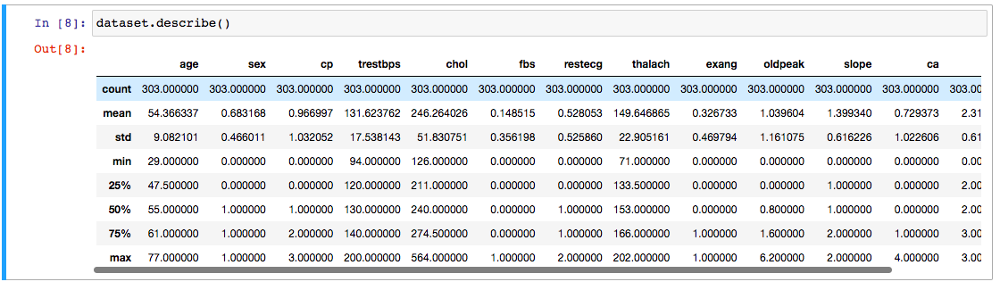 In [8]: dataset.describe()
Out[8]:
age sex cp trestbps chol fbs restecg thalach exang oldpeak slope ca
count 303.000000 303.000000 303.000000 303.000000 303.000000 303.000000 303.000000 303.000000 303.000000 303.000000 303.000000 303.000000 303.00
mean 54.366337 0.683168 0.966997 131.623762 246.264026 0.148515 0.528053 149.646865 0.326733 1.039604 1.399340 0.729373 2.31
std 9.082101 0.466011 1.032052 17.538143 51.830751 0.356198 0.525860 22.905161 0.469794 1.161075 0.616226 1.022606 0.61
min 29.000000 0.000000 0.000000 94.000000 126.000000 0.000000 0.000000 71.000000 0.000000 0.000000 0.000000 0.000000 0.00
25% 47.500000 0.000000 0.000000 120.000000 211.000000 0.000000 0.000000 133.500000 0.000000 0.000000 1.000000 0.000000 2.00
50% 55.000000 1.000000 1.000000 130.000000 240.000000 0.000000 1.000000 153.000000 0.000000 0.800000 1.000000 0.000000 2.00
75% 61.000000 1.000000 2.000000 140.000000 274.500000 0.000000 1.000000 166.000000 1.000000 1.600000 2.000000 1.000000 3.00
max 77.000000 1.000000 3.000000 200.000000 564.000000 1.000000 2.000000 202.000000 1.000000 6.200000 2.000000 4.000000 3.00